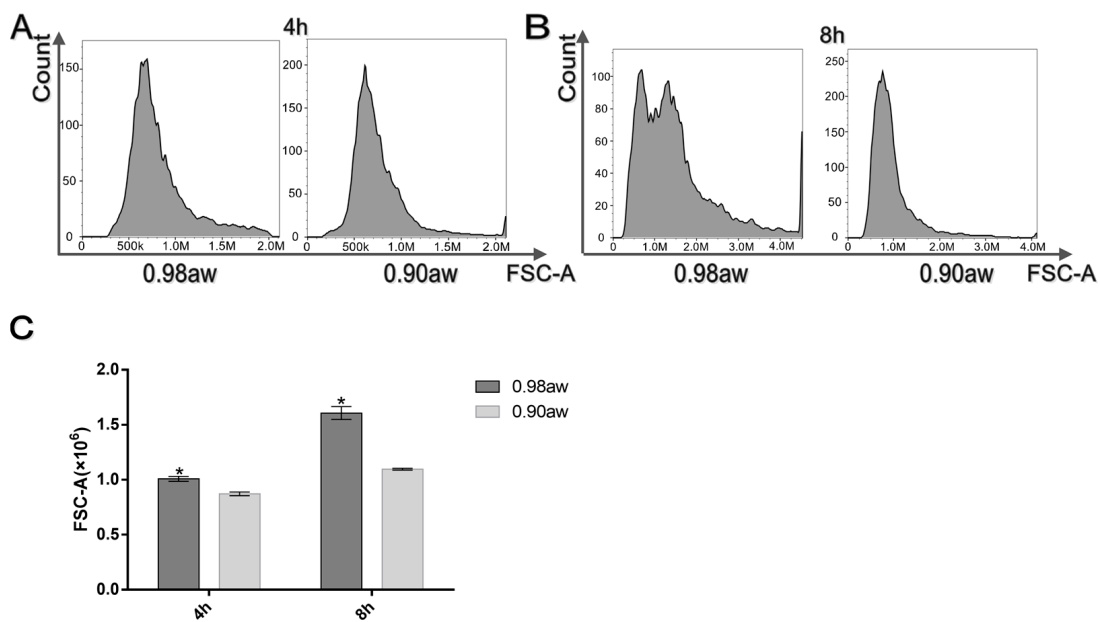 A
4h
B
8h
Count
150
100
50
0
0
500k
1.0M
1.5M
2.0M
0.98aw
200
150
100
50
0
0
500k
1.0M
1.5M
2.0M
0.90aw
FSC-A
Count
100
80
60
40
20
0
0
1.0M
2.0M
3.0M
4.0M
0.98aw
250
200
150
100
50
0
0
1.0M
2.0M
3.0M
4.0M
0.90aw
FSC-A
C
FSC-A(×10⁶)
2.0
1.5
1.0
0.5
0.0
*
*
4h
8h
0.98aw
0.90aw